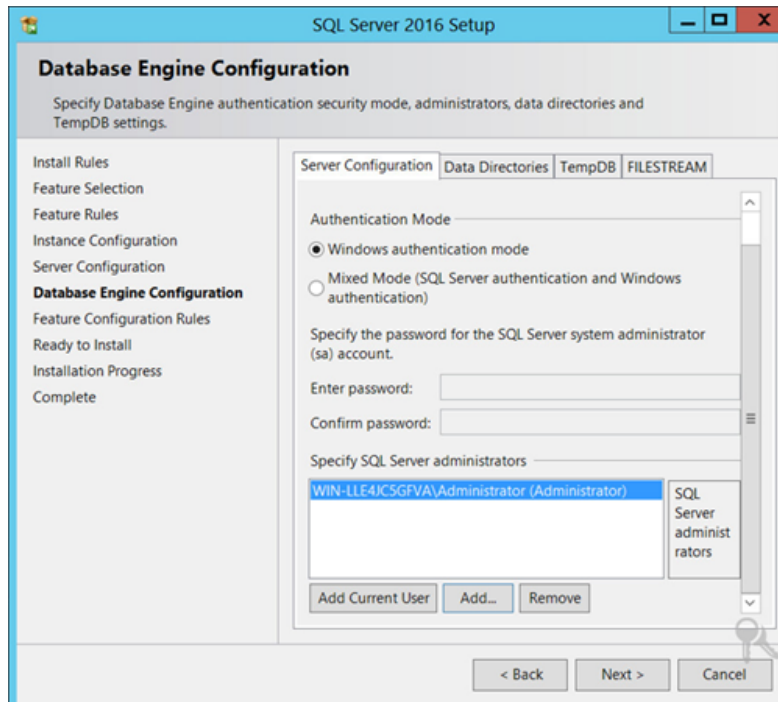 SQL Server 2016 Setup
Database Engine Configuration
Specify Database Engine authentication security mode, administrators, data directories and
TempDB settings.
Install Rules
Feature Selection
Feature Rules
Instance Configuration
Server Configuration
Database Engine Configuration
Feature Configuration Rules
Ready to Install
Installation Progress
Complete
Server Configuration Data Directories TempDB FILESTREAM
Authentication Mode
Windows authentication mode
Mixed Mode (SQL Server authentication and Windows
authentication)
Specify the password for the SQL Server system administrator
(sa) account.
Enter password:
Confirm password:
Specify SQL Server administrators
WIN-LLE4JC5GFVA\Administrator (Administrator)
SQL
Server
administ
rators
Add Current User Add... Remove
< Back Next > Cancel